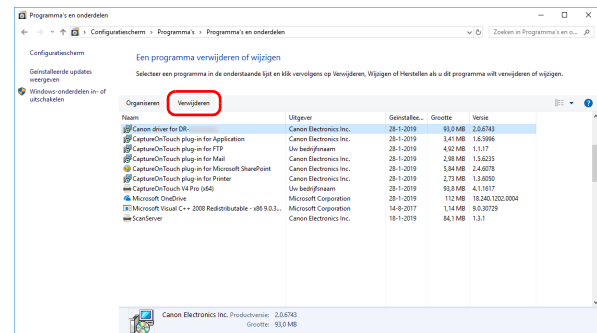 Programma's en onderdelen
Configuratiescherm > Programma's > Programma's en onderdelen
Zoeken in Programma's en o...
Configuratiescherm
Geïnstalleerde updates
weergeven
Windows-onderdelen in- of
uitschakelen
Een programma verwijderen of wijzigen
Selecteer een programma in de onderstaande lijst en klik vervolgens op Verwijderen, Wijzigen of Herstellen als u dit programma wilt verwijderen of wijzigen.
Organiseren Verwijderen
Naam Uitgever Geïnstallee... Grootte Versie
Canon driver for DR- Canon Electronics Inc. 28-1-2019 93,0 MB 2.0.6743
CaptureOnTouch plug-in for Application Canon Electronics Inc. 28-1-2019 3,41 MB 1.6.5996
CaptureOnTouch plug-in for FTP Uw bedrijfsnaam 28-1-2019 4,92 MB 1.1.17
CaptureOnTouch plug-in for Mail Canon Electronics Inc. 28-1-2019 2,98 MB 1.5.6235
CaptureOnTouch plug-in for Microsoft SharePoint Canon Electronics Inc. 28-1-2019 5,84 MB 2.4.6078
CaptureOnTouch plug-in for Printer Canon Electronics Inc. 28-1-2019 2,73 MB 1.3.6050
CaptureOnTouch V4 Pro (x64) Uw bedrijfsnaam 28-1-2019 93,8 MB 4.1.1617
Microsoft OneDrive Microsoft Corporation 28-1-2019 112 MB 18.240.1202.0004
Microsoft Visual C++ 2008 Redistributable - x86 9.0.3... Microsoft Corporation 14-8-2017 1,14 MB 9.0.30729
ScanServer Canon Electronics Inc. 18-1-2019 84,1 MB 1.3.1
Canon Electronics Inc. Productversie: 2.0.6743
Grootte: 93,0 MB